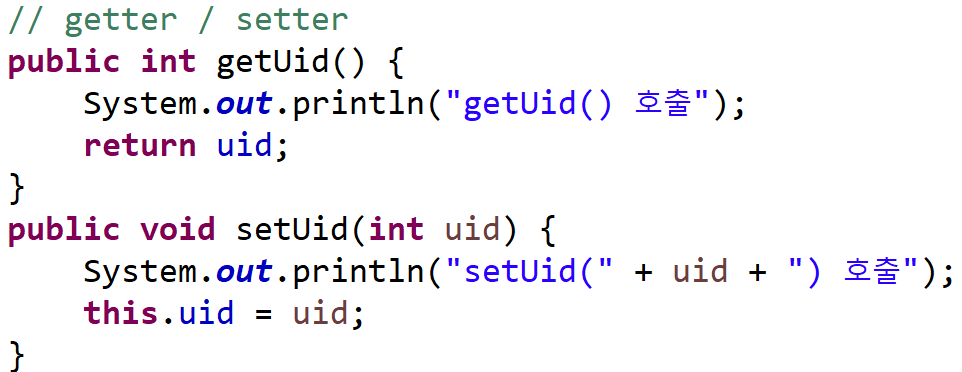 // getter / setter
public int getUid() {
    System.out.println("getUid() 호출");
    return uid;
}
public void setUid(int uid) {
    System.out.println("setUid(" + uid + ") 호출");
    this.uid = uid;
}